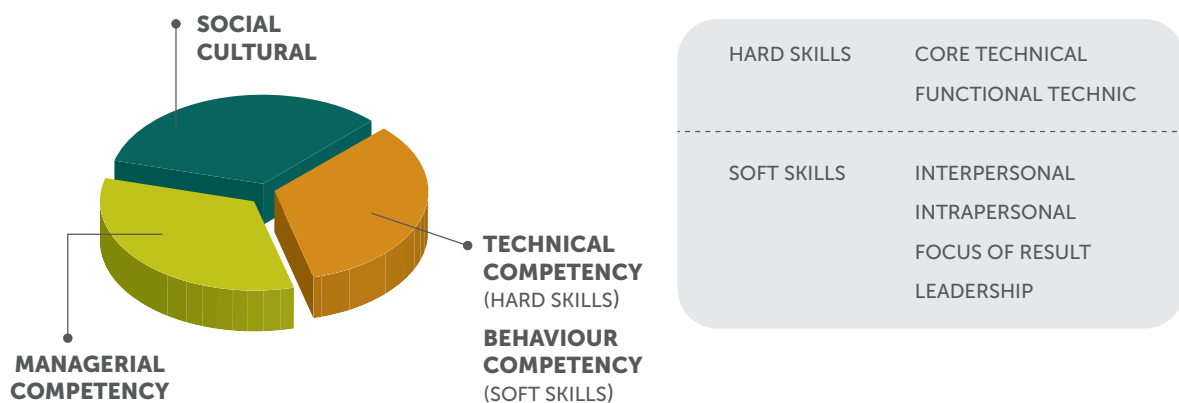 SOCIAL
CULTURAL
TECHNICAL
COMPETENCY
(HARD SKILLS)
BEHAVIOUR
COMPETENCY
(SOFT SKILLS)
MANAGERIAL
COMPETENCY
HARD SKILLS CORE TECHNICAL
FUNCTIONAL TECHNIC
SOFT SKILLS INTERPERSONAL
INTRAPERSONAL
FOCUS OF RESULT
LEADERSHIP